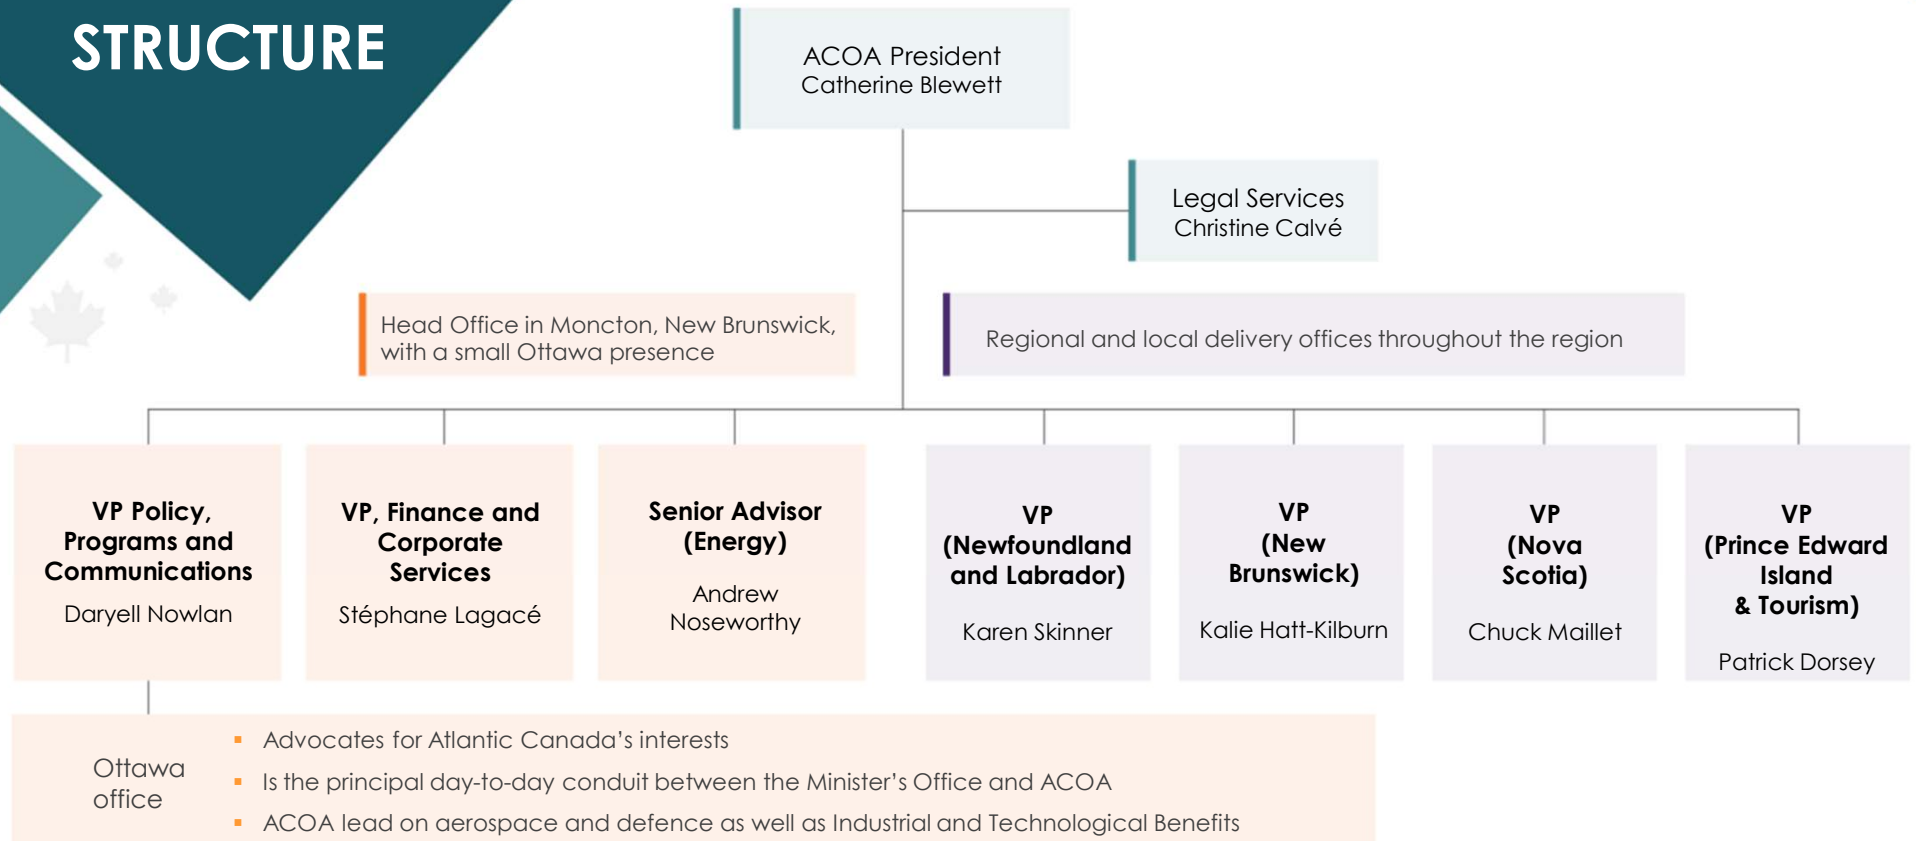 STRUCTURE
ACOA President
Catherine Blewett
Legal Services
Christine Calvé
Head Office in Moncton, New Brunswick,
with a small Ottawa presence
Regional and local delivery offices throughout the region
VP Policy,
Programs and
Communications
Daryell Nowlan
VP, Finance and
Corporate
Services
Stéphane Lagacé
Senior Advisor
(Energy)
Andrew
Noseworthy
VP
(Newfoundland
and Labrador)
Karen Skinner
VP
(New
Brunswick)
Kalie Hatt-Kilburn
VP
(Nova
Scotia)
Chuck Maillet
VP
(Prince Edward
Island
& Tourism)
Patrick Dorsey
Ottawa
office
▪ Advocates for Atlantic Canada’s interests
▪ Is the principal day-to-day conduit between the Minister’s Office and ACOA
▪ ACOA lead on aerospace and defence as well as Industrial and Technological Benefits